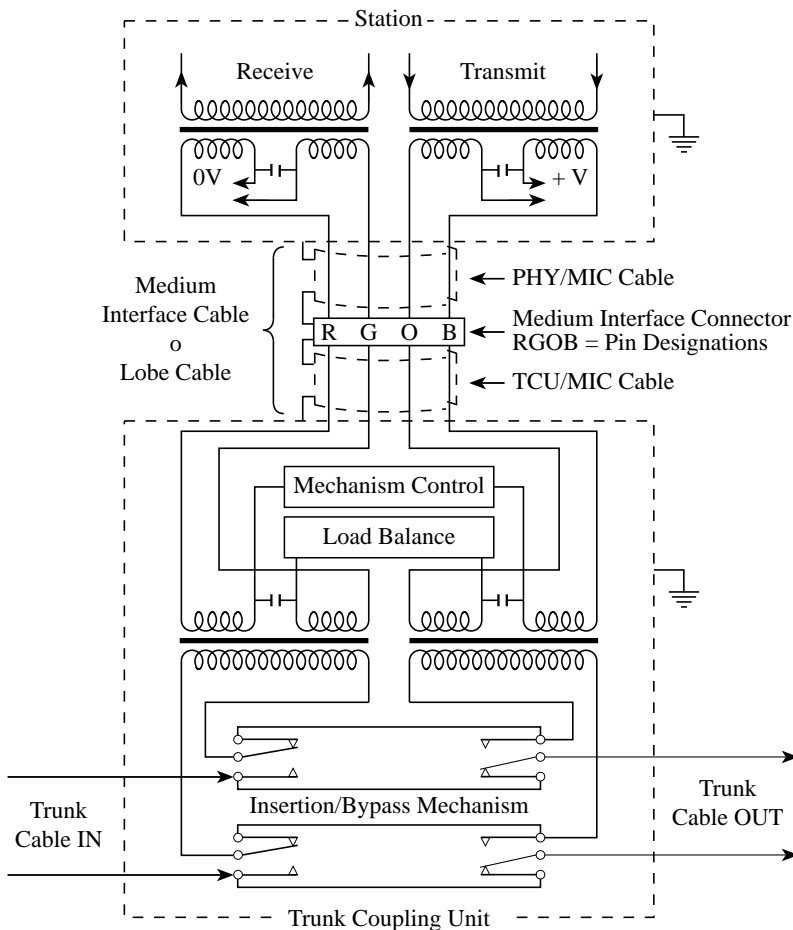 Station
Receive
Transmit
0V
+ V
Medium
Interface Cable
o
Lobe Cable
PHY/MIC Cable
R G O B
Medium Interface Connector
RGOB = Pin Designations
TCU/MIC Cable
Mechanism Control
Load Balance
Trunk
Cable IN
Insertion/Bypass Mechanism
Trunk
Cable OUT
Trunk Coupling Unit